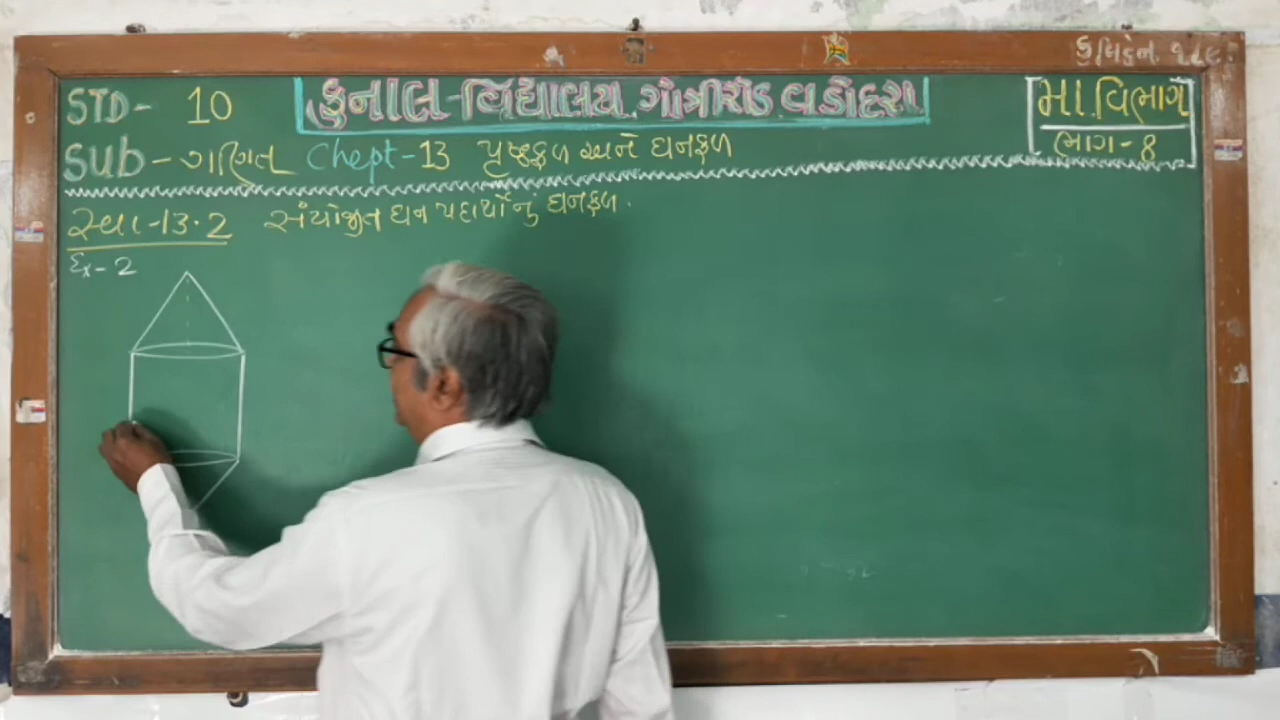 STD- 10
કુનાલ-વિદ્યાલય ગોત્રીરોડ વડોદરા
મા.વિભાગ
ભાગ-8
SUB-ગણિત Chept-13 પૃષ્ઠફળ અને ઘનફળ
સ્વા-13.2 સંયોજીત ઘન પદાર્થોનું ઘનફળ.
Ex-2